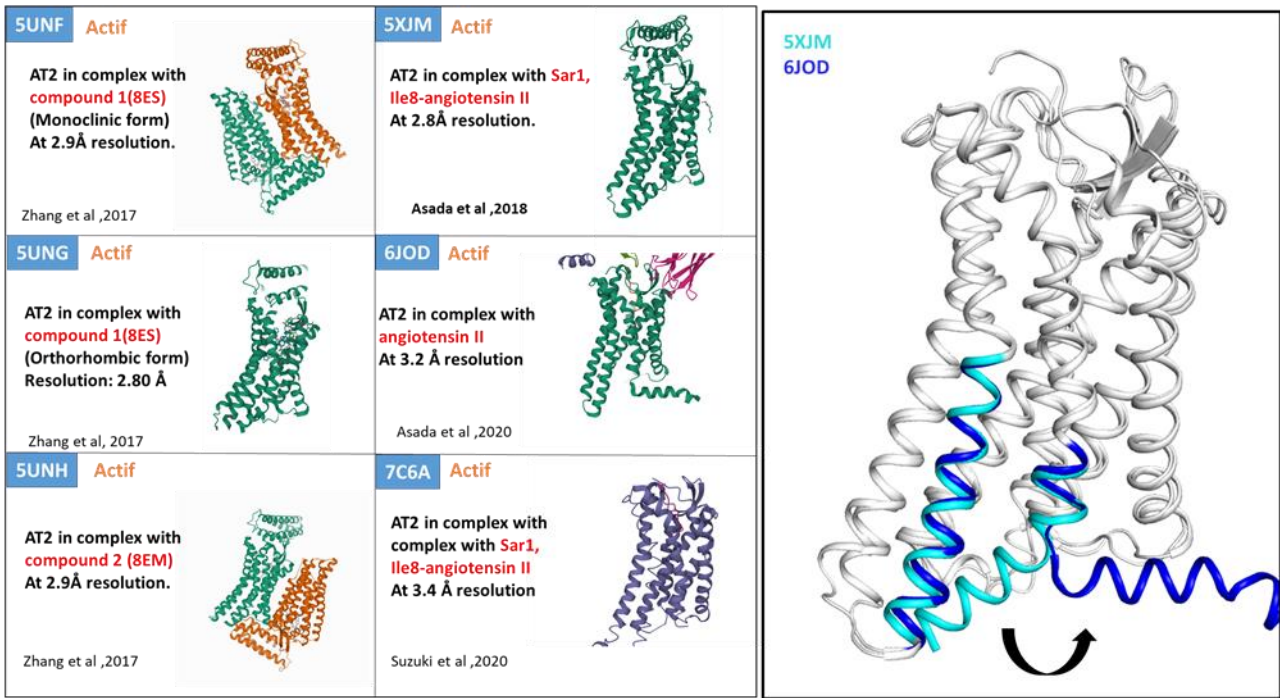 5UNF Actif
AT2 in complex with
compound 1(8ES)
(Monoclinic form)
At 2.9Å resolution.
Zhang et al ,2017
5XJM Actif
AT2 in complex with Sar1,
Ile8-angiotensin II
At 2.8Å resolution.
Asada et al ,2018
5UNG Actif
AT2 in complex with
compound 1(8ES)
(Orthorhombic form)
Resolution: 2.80 Å
Zhang et al, 2017
6JOD Actif
AT2 in complex with
angiotensin II
At 3.2 Å resolution
Asada et al ,2020
5UNH Actif
AT2 in complex with
compound 2 (8EM)
At 2.9Å resolution.
Zhang et al ,2017
7C6A Actif
AT2 in complex with
complex with Sar1,
Ile8-angiotensin II
At 3.4 Å resolution
Suzuki et al ,2020
5XJM
6JOD